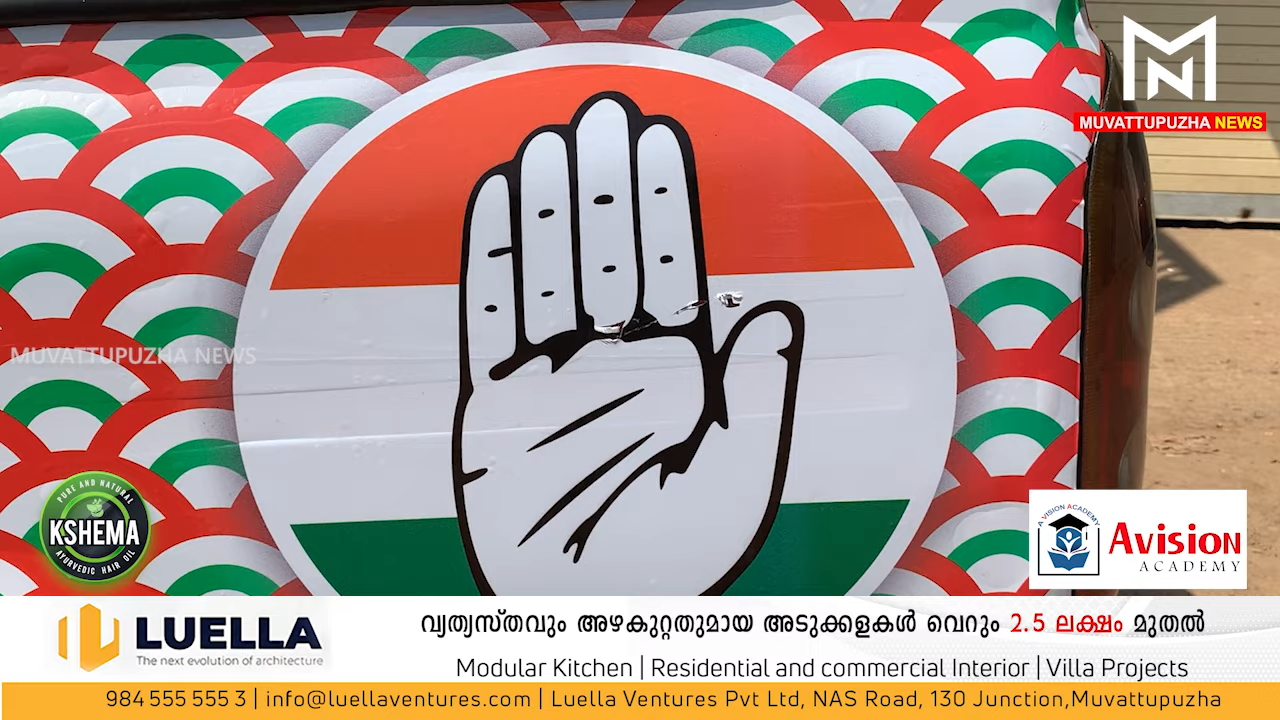 MUVATTUPUZHA NEWS
MUVATTUPUZHA NEWS
PURE AND NATURAL
KSHEMA
AYURVEDIC HAIR OIL
A VISION ACADEMY
Avision
ACADEMY
LUELLA
The next evolution of architecture
വ്യത്യസ്തവും അഴകുറ്റതുമായ അടുക്കളകൾ വെറും 2.5 ലക്ഷം മുതൽ
Modular Kitchen | Residential and commercial Interior | Villa Projects
984 555 555 3 | info@luellaventures.com | Luella Ventures Pvt Ltd, NAS Road, 130 Junction,Muvattupuzha